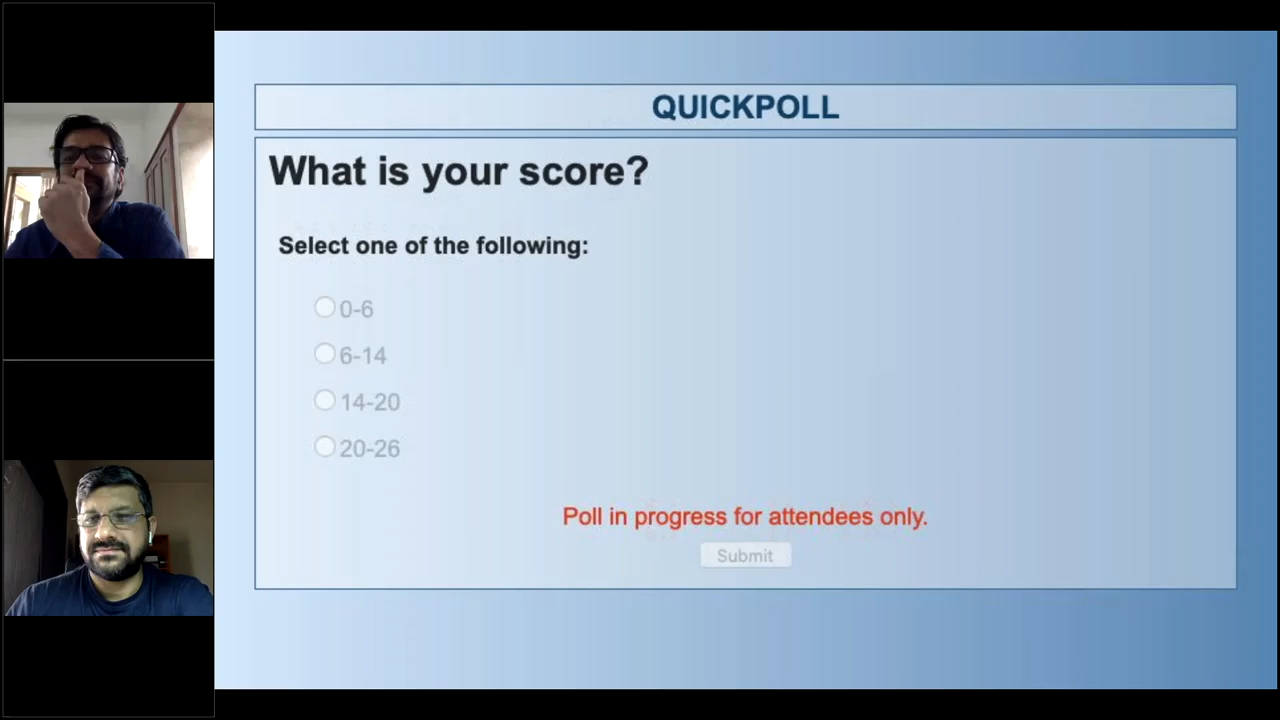 QUICKPOLL
What is your score?
Select one of the following:
0-6
6-14
14-20
20-26
Poll in progress for attendees only.
Submit